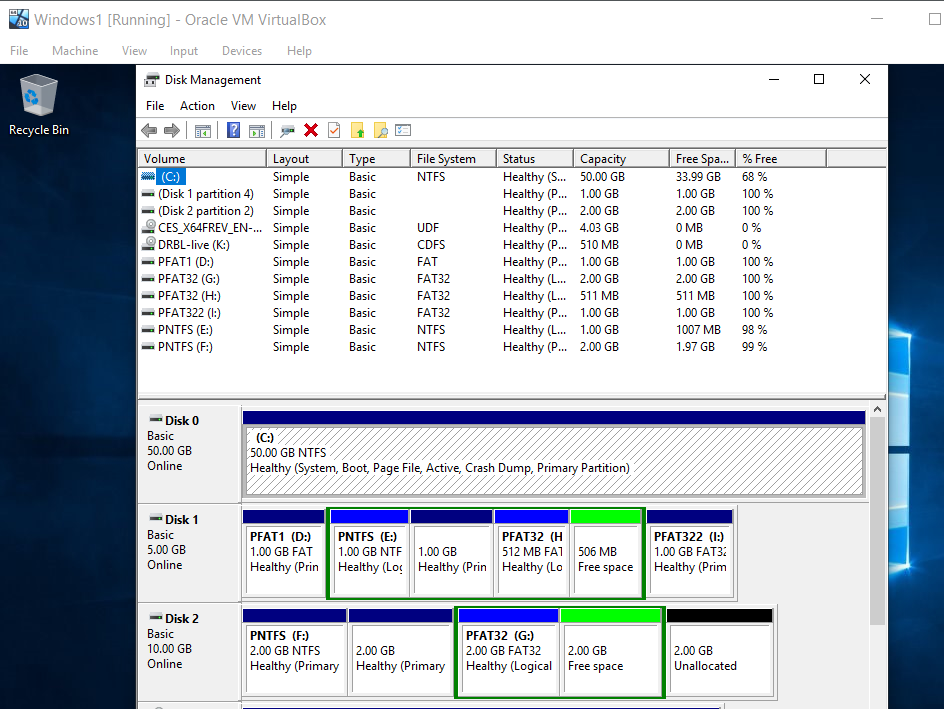 Windows1 [Running] - Oracle VM VirtualBox
File Machine View Input Devices Help
Recycle Bin
Disk Management
File Action View Help
Volume Layout Type File System Status Capacity Free Spa... % Free
(C:) Simple Basic NTFS Healthy (S... 50.00 GB 33.99 GB 68 %
(Disk 1 partition 4) Simple Basic Healthy (P... 1.00 GB 1.00 GB 100 %
(Disk 2 partition 2) Simple Basic Healthy (P... 2.00 GB 2.00 GB 100 %
CES_X64FREV_EN-... Simple Basic UDF Healthy (P... 4.03 GB 0 MB 0 %
DRBL-live (K:) Simple Basic CDFS Healthy (P... 510 MB 0 MB 0 %
PFAT1 (D:) Simple Basic FAT Healthy (P... 1.00 GB 1.00 GB 100 %
PFAT32 (G:) Simple Basic FAT32 Healthy (L... 2.00 GB 2.00 GB 100 %
PFAT32 (H:) Simple Basic FAT32 Healthy (L... 511 MB 511 MB 100 %
PFAT322 (I:) Simple Basic FAT32 Healthy (P... 1.00 GB 1.00 GB 100 %
PNTFS (E:) Simple Basic NTFS Healthy (L... 1.00 GB 1007 MB 98 %
PNTFS (F:) Simple Basic NTFS Healthy (P... 2.00 GB 1.97 GB 99 %
Disk 0
Basic
50.00 GB
Online
(C:)
50.00 GB NTFS
Healthy (System, Boot, Page File, Active, Crash Dump, Primary Partition)
Disk 1
Basic
5.00 GB
Online
PFAT1 (D:)
1.00 GB FAT
Healthy (Prin
PNTFS (E:)
1.00 GB NTF
Healthy (Log
1.00 GB
Healthy (Prin
PFAT32 (H
512 MB FAT
Healthy (Lo
506 MB
Free space
PFAT322 (I:)
1.00 GB FAT32
Healthy (Prim
Disk 2
Basic
10.00 GB
Online
PNTFS (F:)
2.00 GB NTFS
Healthy (Primary
2.00 GB
Healthy (Primary
PFAT32 (G:)
2.00 GB FAT32
Healthy (Logical
2.00 GB
Free space
2.00 GB
Unallocated